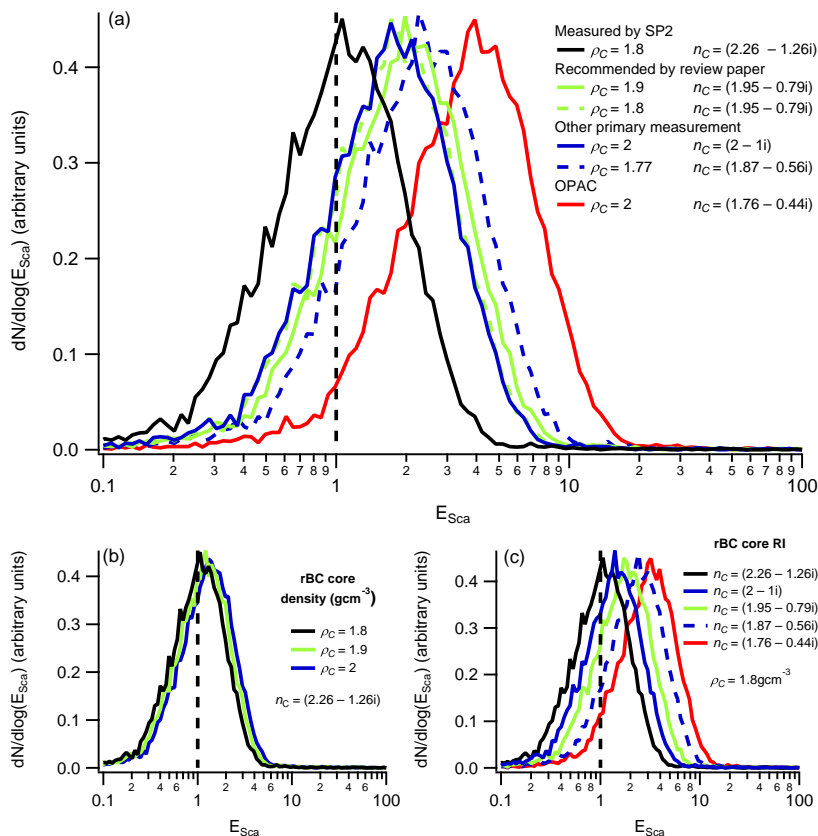 (a)
Measured by SP2
ρC = 1.8 nC = (2.26 − 1.26i)
Recommended by review paper
ρC = 1.9 nC = (1.95 − 0.79i)
ρC = 1.8 nC = (1.95 − 0.79i)
Other primary measurement
ρC = 2 nC = (2 − 1i)
ρC = 1.77 nC = (1.87 − 0.56i)
OPAC
ρC = 2 nC = (1.76 − 0.44i)
dN/dlog(ESca) (arbitrary units)
0.4
0.3
0.2
0.1
0.0
0.1 2 3 4 5 6 7 8 9 1 2 3 4 5 6 7 8 9 10 2 3 4 5 6 7 8 9 100
ESca
(b)
rBC core
density (gcm⁻³)
ρC = 1.8
ρC = 1.9
ρC = 2
nC = (2.26 − 1.26i)
dN/dlog(ESca) (arbitrary units)
0.4
0.3
0.2
0.1
0.0
0.1 2 4 6 1 2 4 6 10 2 4 6 100
ESca
(c)
rBC core RI
nC = (2.26 − 1.26i)
nC = (2 − 1i)
nC = (1.95 − 0.79i)
nC = (1.87 − 0.56i)
nC = (1.76 − 0.44i)
ρC = 1.8gcm⁻³
dN/dlog(ESca) (arbitrary units)
0.4
0.3
0.2
0.1
0.0
0.1 2 4 6 1 2 4 6 10 2 4 6 100
ESca